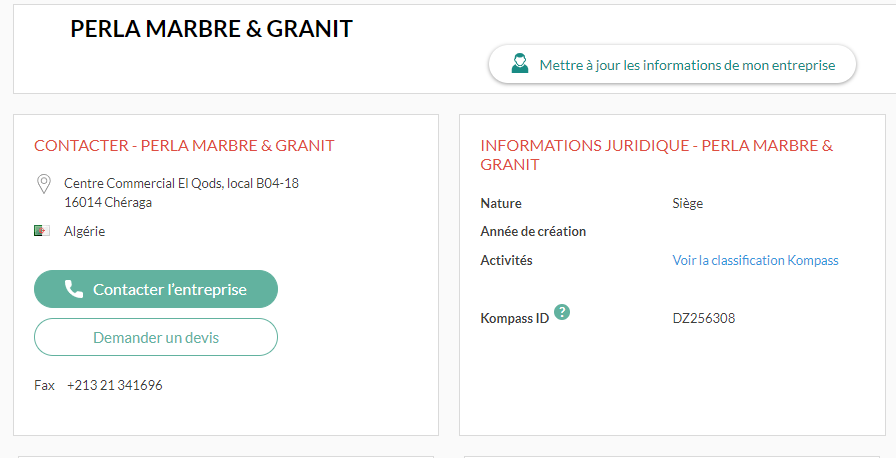 PERLA MARBRE & GRANIT
Mettre à jour les informations de mon entreprise
CONTACTER - PERLA MARBRE & GRANIT
Centre Commercial El Qods, local B04-18
16014 Chéraga
Algérie
Contacter l'entreprise
Demander un devis
Fax +213 21 341696
INFORMATIONS JURIDIQUE - PERLA MARBRE &
GRANIT
Nature Siège
Année de création
Activités Voir la classification Kompass
Kompass ID ? DZ256308